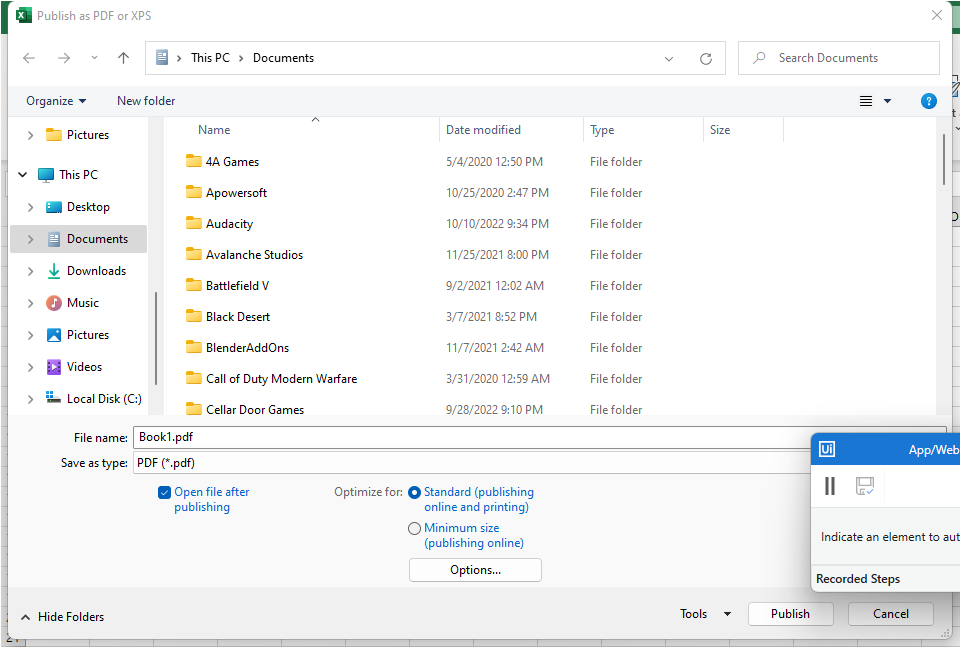 Publish as PDF or XPS
This PC > Documents
Search Documents
Organize
New folder
?
Name
Date modified
Type
Size
Pictures
This PC
Desktop
Documents
Downloads
Music
Pictures
Videos
Local Disk (C:)
4A Games 5/4/2020 12:50 PM File folder
Apowersoft 10/25/2020 2:47 PM File folder
Audacity 10/10/2022 9:34 PM File folder
Avalanche Studios 11/25/2021 8:00 PM File folder
Battlefield V 9/2/2021 12:02 AM File folder
Black Desert 3/7/2021 8:52 PM File folder
BlenderAddOns 11/7/2021 2:42 AM File folder
Call of Duty Modern Warfare 3/31/2020 12:59 AM File folder
Cellar Door Games 9/28/2022 9:10 PM File folder
File name: Book1.pdf
Save as type: PDF (*.pdf)
Open file after
publishing
Optimize for:
Standard (publishing
online and printing)
Minimum size
(publishing online)
Options...
Ui App/Web
Indicate an element to aut
Recorded Steps
Hide Folders
Tools
Publish
Cancel